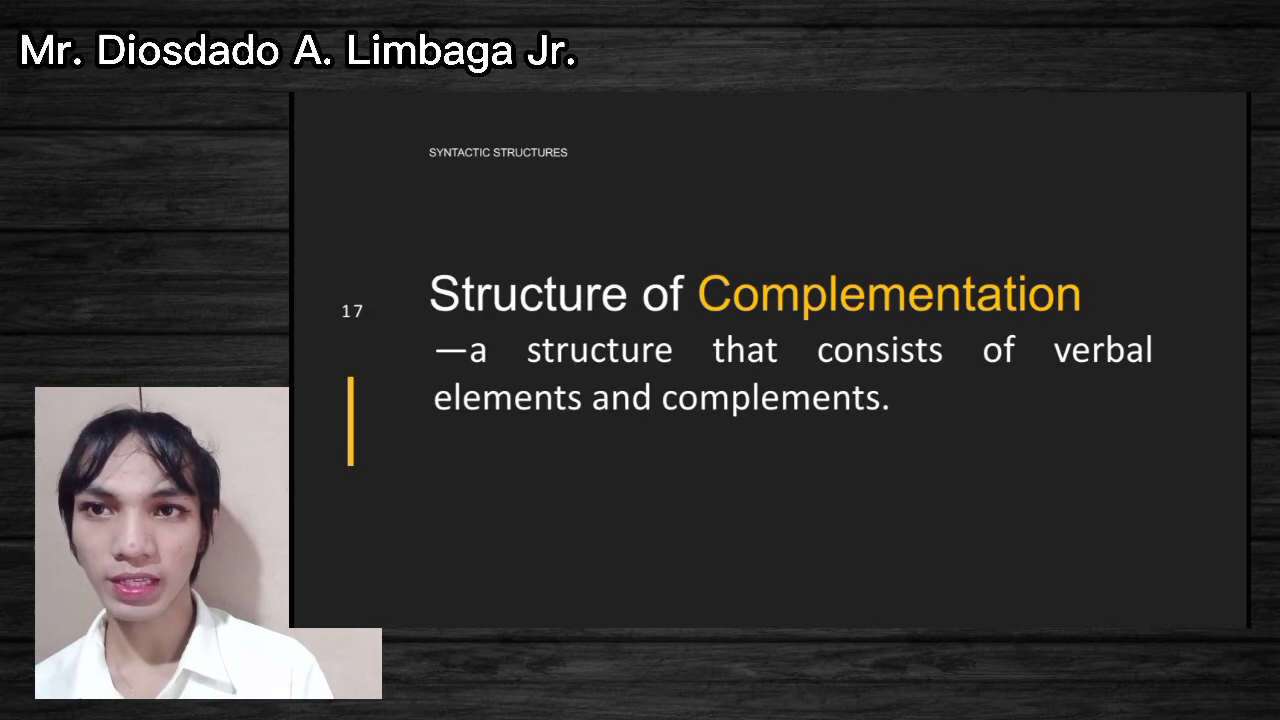 Mr. Diosdado A. Limbaga Jr.
SYNTACTIC STRUCTURES
17
Structure of Complementation
—a structure that consists of verbal
elements and complements.